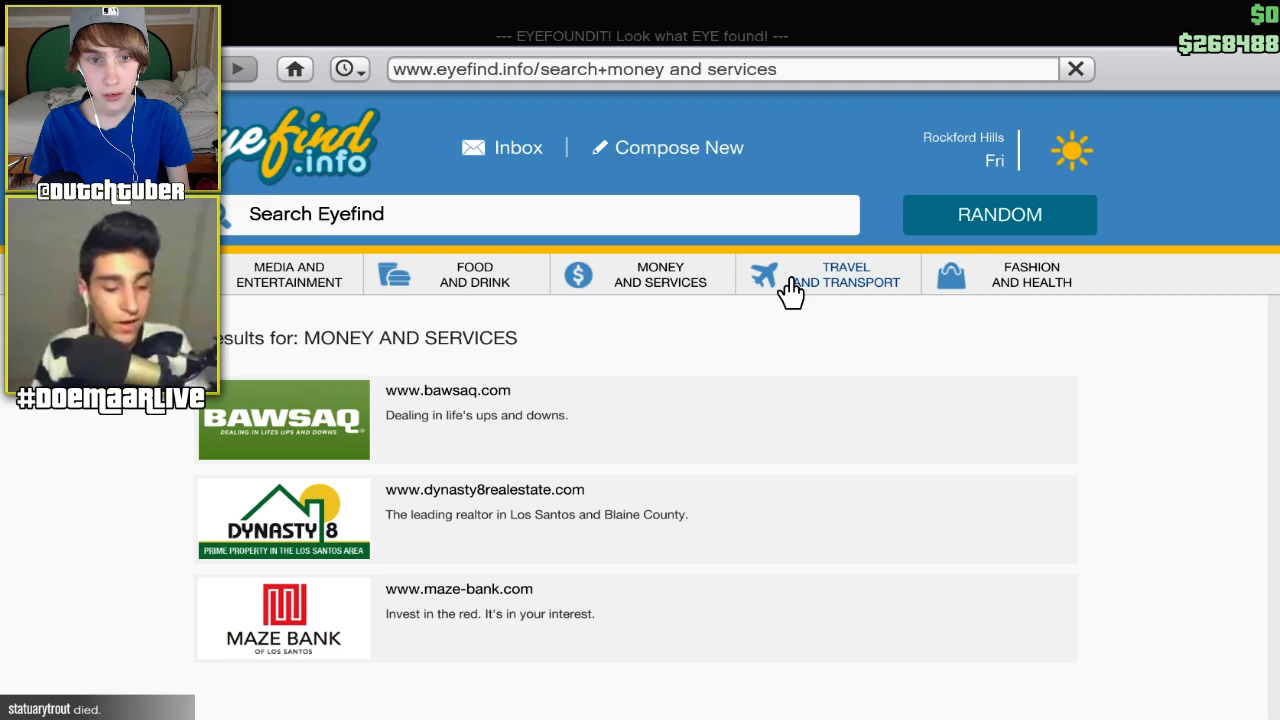 $0
$268488
--- EYEFOUNDIT! Look what EYE found! ---
www.eyefind.info/search+money and services
yefind
.info
Inbox
Compose New
Rockford Hills
Fri
@DUTCHTUBER
Search Eyefind
RANDOM
MEDIA AND
ENTERTAINMENT
FOOD
AND DRINK
MONEY
AND SERVICES
TRAVEL
AND TRANSPORT
FASHION
AND HEALTH
esults for: MONEY AND SERVICES
#DOEMAARLIVE
BAWSAQ
DEALING IN LIFE'S UPS AND DOWNS
www.bawsaq.com
Dealing in life's ups and downs.
DYNASTY 8
PRIME PROPERTY IN THE LOS SANTOS AREA
www.dynasty8realestate.com
The leading realtor in Los Santos and Blaine County.
MAZE BANK
OF LOS SANTOS
www.maze-bank.com
Invest in the red. It's in your interest.
statuarytrout died.